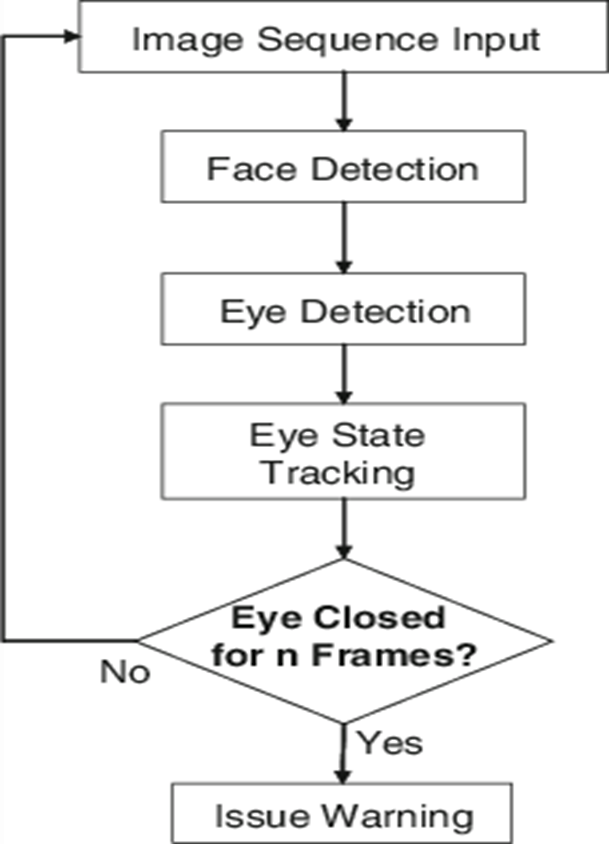 Image Sequence Input
Face Detection
Eye Detection
Eye State
Tracking
Eye Closed
for n Frames?
No
Yes
Issue Warning